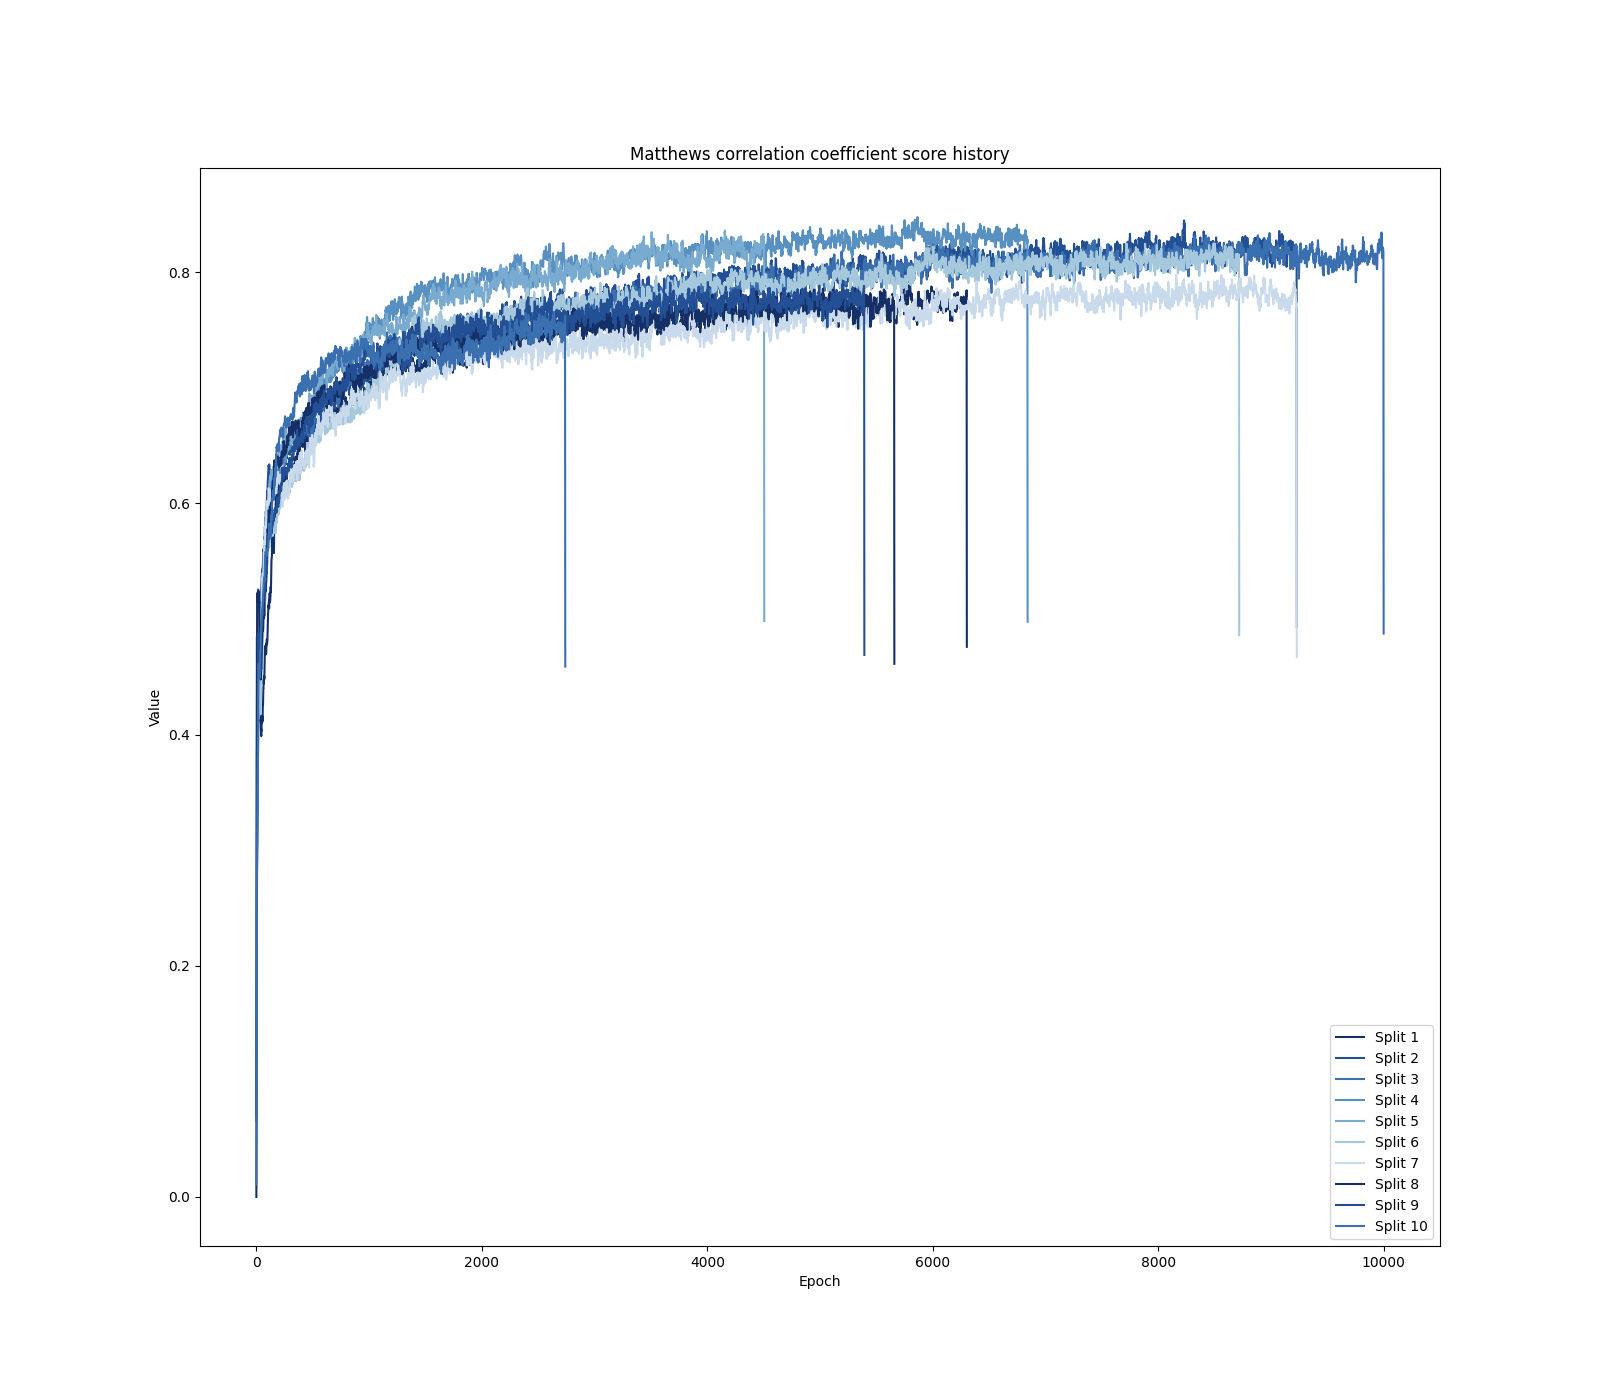 Matthews correlation coefficient score history
0.8
0.6
0.4
0.2
0.0
Value
0 2000 4000 6000 8000 10000
Epoch
Split 1
Split 2
Split 3
Split 4
Split 5
Split 6
Split 7
Split 8
Split 9
Split 10